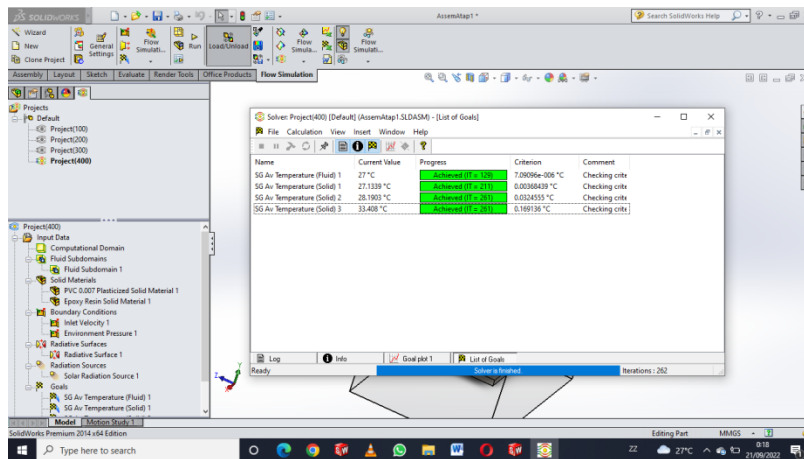 SOLIDWORKS
AssemAtap1 *
Search SolidWorks Help
Wizard
New
Clone Project
General Settings
Flow Simulati...
Run
Load/Unload
Flow Simula...
Flow Simulati...
Assembly Layout Sketch Evaluate Render Tools Office Products Flow Simulation
Projects
Default
Project(100)
Project(200)
Project(300)
Project(400)
Solver: Project(400) [Default] (AssemAtap1.SLDASM) - [List of Goals]
File Calculation View Insert Window Help
Name Current Value Progress Criterion Comment
SG Av Temperature (Fluid) 1 27 °C Achieved (IT = 129) 7.09096e-006 °C Checking crite
SG Av Temperature (Solid) 1 27.1339 °C Achieved (IT = 211) 0.00368439 °C Checking crite
SG Av Temperature (Solid) 2 28.1903 °C Achieved (IT = 261) 0.0324555 °C Checking crite
SG Av Temperature (Solid) 3 33.408 °C Achieved (IT = 261) 0.169136 °C Checking crite
Log Info Goal plot 1 List of Goals
Ready Solver is finished. Iterations : 262
Project(400)
Input Data
Computational Domain
Fluid Subdomains
Fluid Subdomain 1
Solid Materials
PVC 0.007 Plasticized Solid Material 1
Epoxy Resin Solid Material 1
Boundary Conditions
Inlet Velocity 1
Environment Pressure 1
Radiative Surfaces
Radiative Surface 1
Radiation Sources
Solar Radiation Source 1
Goals
SG Av Temperature (Fluid) 1
SG Av Temperature (Solid) 1
Z
Y
Model Motion Study 1
SolidWorks Premium 2014 x64 Edition Editing Part MMGS
Type here to search
ZZ
27°C
0:18
21/09/2022